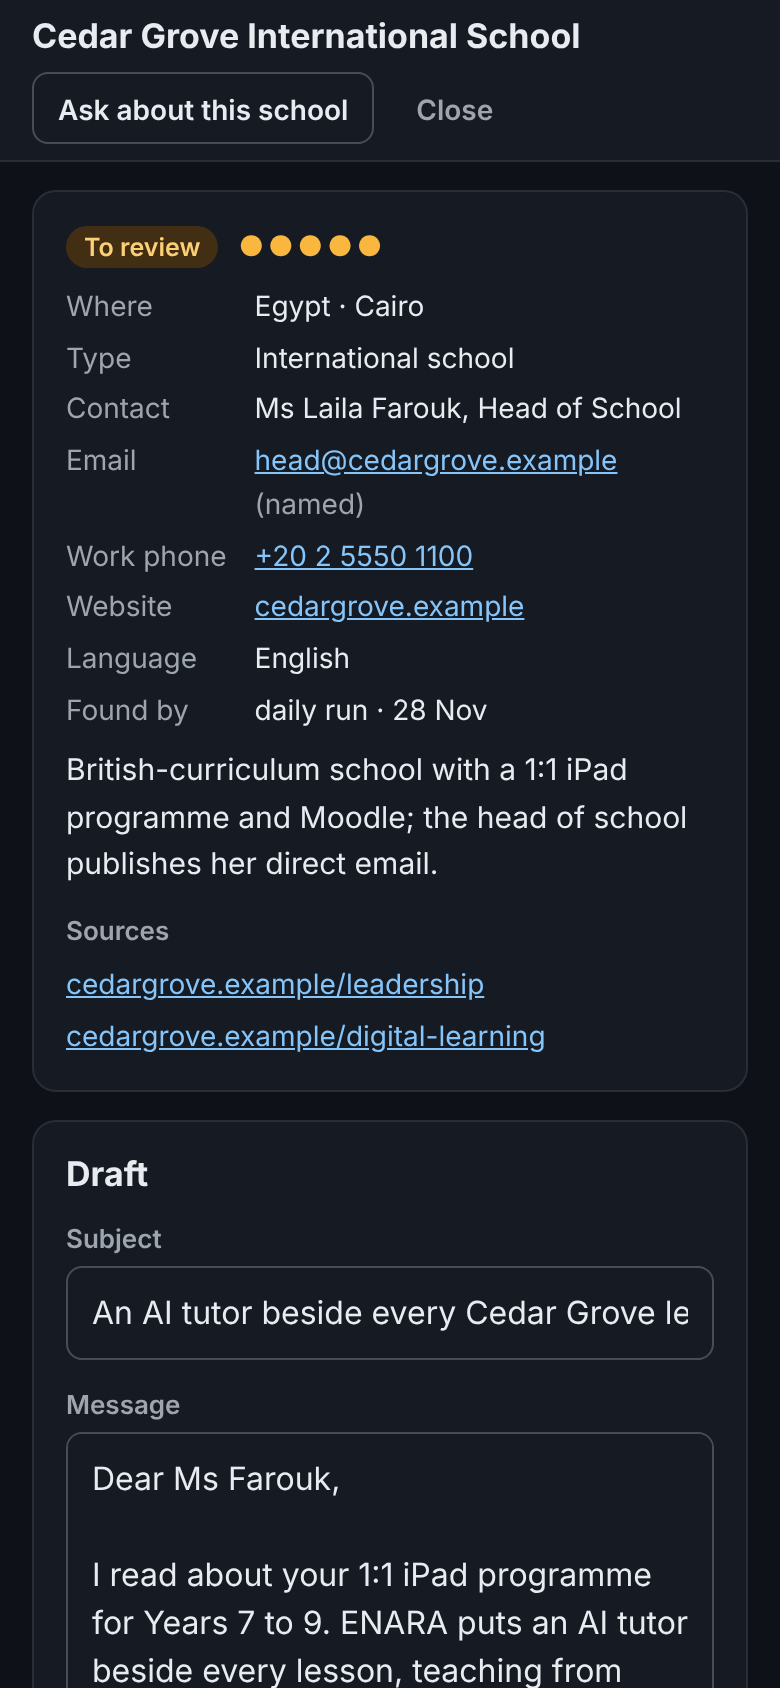 Cedar Grove International School
Ask about this school
Close
To review
Where Egypt · Cairo
Type International school
Contact Ms Laila Farouk, Head of School
Email head@cedargrove.example
(named)
Work phone +20 2 5550 1100
Website cedargrove.example
Language English
Found by daily run · 28 Nov
British-curriculum school with a 1:1 iPad
programme and Moodle; the head of school
publishes her direct email.
Sources
cedargrove.example/leadership
cedargrove.example/digital-learning
Draft
Subject
An AI tutor beside every Cedar Grove le
Message
Dear Ms Farouk,
I read about your 1:1 iPad programme
for Years 7 to 9. ENARA puts an AI tutor
beside every lesson, teaching from